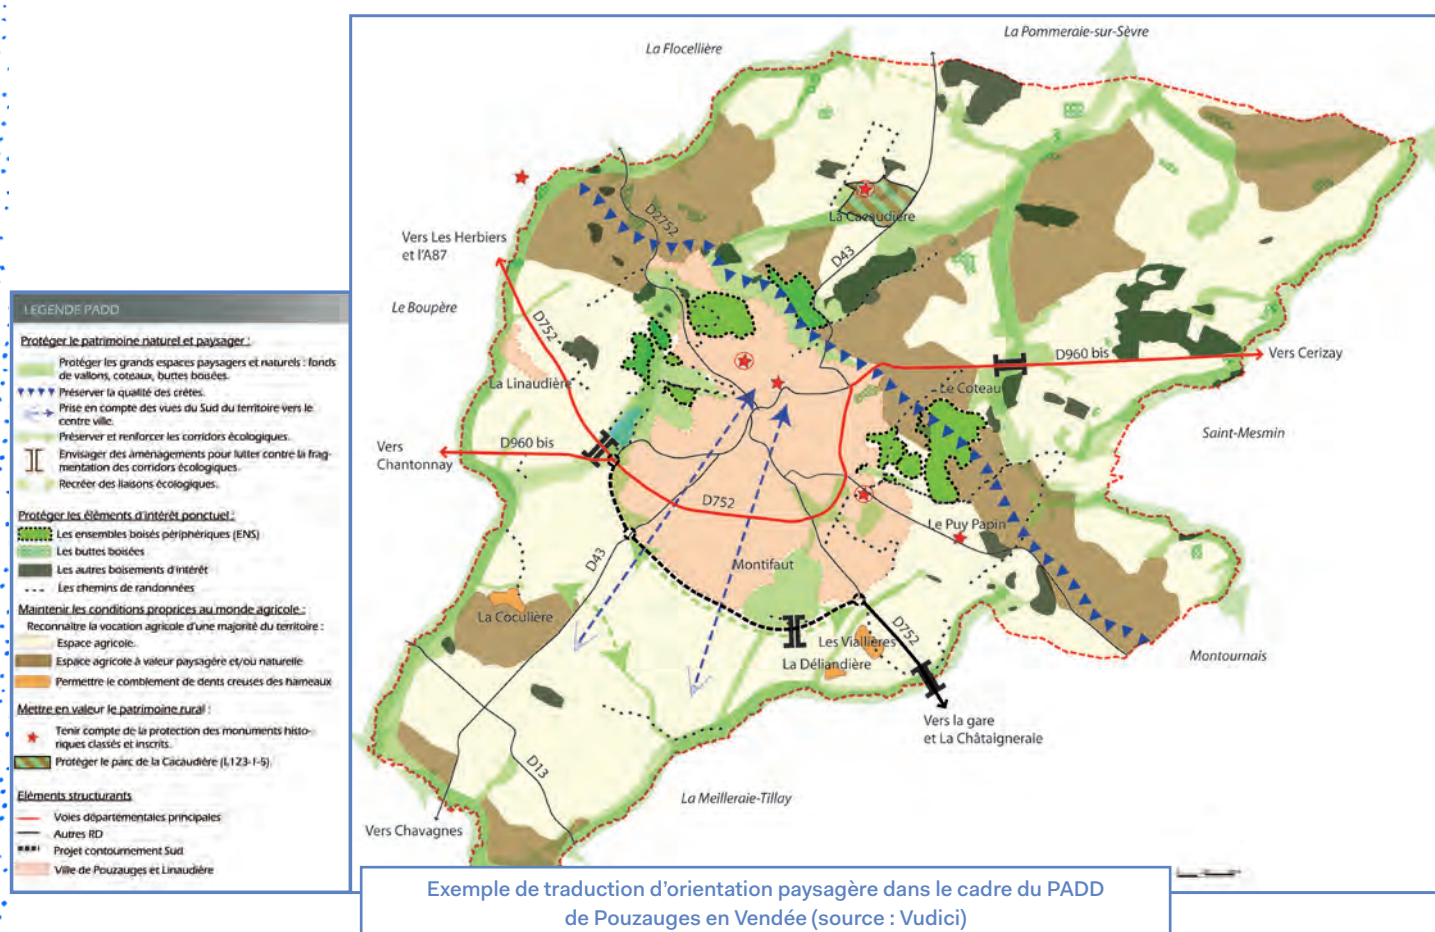 LEGENDE PADD
Protéger le patrimoine naturel et paysager :
Protéger les grands espaces paysagers et naturels : fonds
de vallons, coteaux, buttes boisées.
Préserver la qualité des crêtes.
Prise en compte des vues du Sud du territoire vers le
centre ville.
Préserver et renforcer les corridors écologiques.
Envisager des aménagements pour lutter contre la frag-
mentation des corridors écologiques.
Recréer des liaisons écologiques.
Protéger les éléments d'intérêt ponctuel :
Les ensembles boisés périphériques (ENS)
Les buttes boisées
Les autres boisements d'intérêt
Les chemins de randonnées
Maintenir les conditions proprices au monde agricole :
Reconnaître la vocation agricole d'une majorité du territoire :
Espace agricole.
Espace agricole à valeur paysagère et/ou naturelle
Permettre le comblement de dents creuses des hameaux
Mettre en valeur le patrimoine rural :
Tenir compte de la protection des monuments histo-
riques classés et inscrits.
Protéger le parc de la Cacaudière (L123-1-5).
Eléments structurants
Voies départementales principales
Autres RD
Projet contournement Sud
Ville de Pouzauges et Linaudière
La Flocellière
La Pommeraie-sur-Sèvre
D2752
La Cacaudière
D43
Vers Les Herbiers
et l'A87
Le Boupère
D752
La Linaudière
D960 bis
Vers Cerizay
Le Coteau
Saint-Mesmin
Vers
Chantonnay
D960 bis
D752
Le Puy Papin
D43
Montifaut
La Coculière
D752
Les Viallières
La Déliandière
Montournais
Vers la gare
et La Châtaigneraie
D13
La Meilleraie-Tillay
Vers Chavagnes
Exemple de traduction d'orientation paysagère dans le cadre du PADD
de Pouzauges en Vendée (source : Vudici)